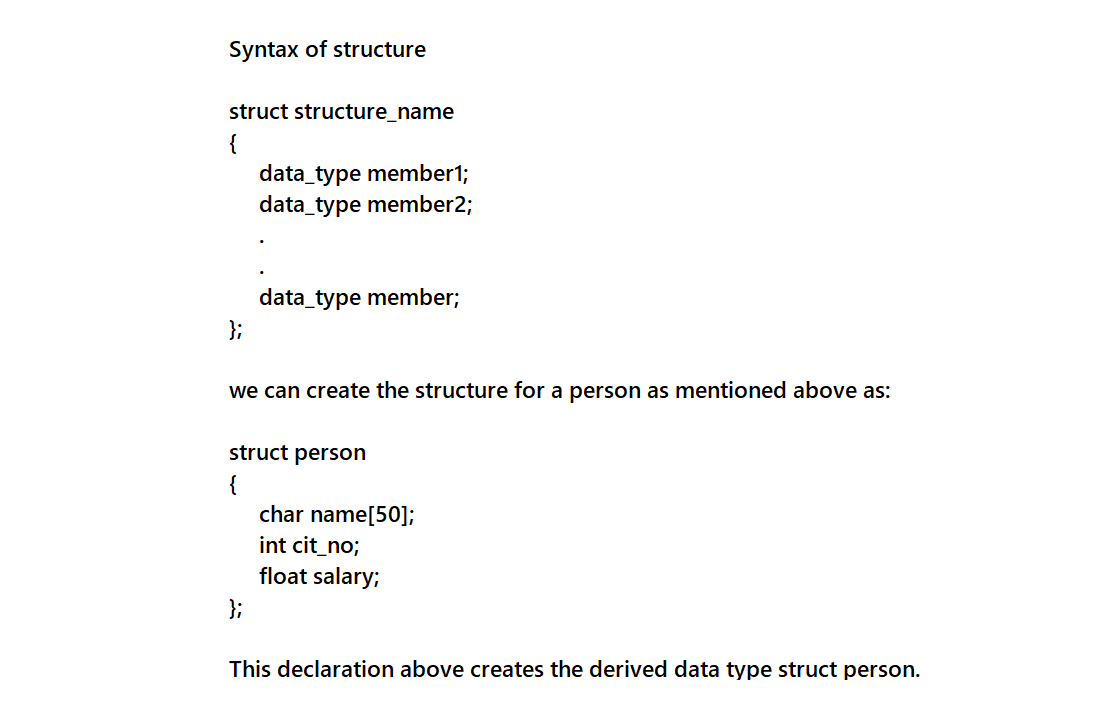 Syntax of structure
struct structure_name
{
data_type member1;
data_type member2;
.
.
data_type member;
};
we can create the structure for a person as mentioned above as:
struct person
{
char name[50];
int cit_no;
float salary;
};
This declaration above creates the derived data type struct person.